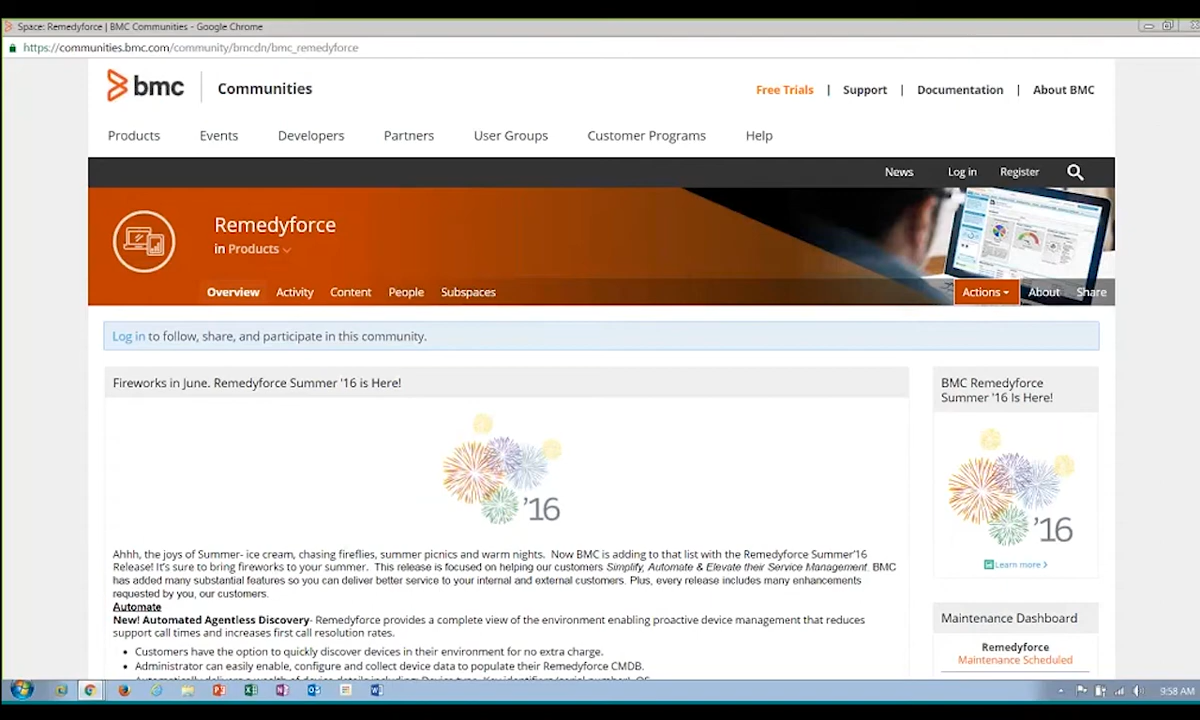 Space: Remedyforce | BMC Communities - Google Chrome
https://communities.bmc.com/community/bmcdn/bmc_remedyforce
bmc Communities
Free Trials | Support | Documentation | About BMC
Products Events Developers Partners User Groups Customer Programs Help
News Log in Register
Remedyforce
in Products
Overview Activity Content People Subspaces Actions About Share
Log in to follow, share, and participate in this community.
Fireworks in June. Remedyforce Summer '16 is Here!
'16
Ahhh, the joys of Summer- ice cream, chasing fireflies, summer picnics and warm nights. Now BMC is adding to that list with the Remedyforce Summer'16
Release! It's sure to bring fireworks to your summer. This release is focused on helping our customers Simplify, Automate & Elevate their Service Management. BMC
has added many substantial features so you can deliver better service to your internal and external customers. Plus, every release includes many enhancements
requested by you, our customers.
Automate
New! Automated Agentless Discovery- Remedyforce provides a complete view of the environment enabling proactive device management that reduces
support call times and increases first call resolution rates.
• Customers have the option to quickly discover devices in their environment for no extra charge.
• Administrator can easily enable, configure and collect device data to populate their Remedyforce CMDB.
BMC Remedyforce
Summer '16 Is Here!
'16
Learn more >
Maintenance Dashboard
Remedyforce
Maintenance Scheduled
9:58 AM